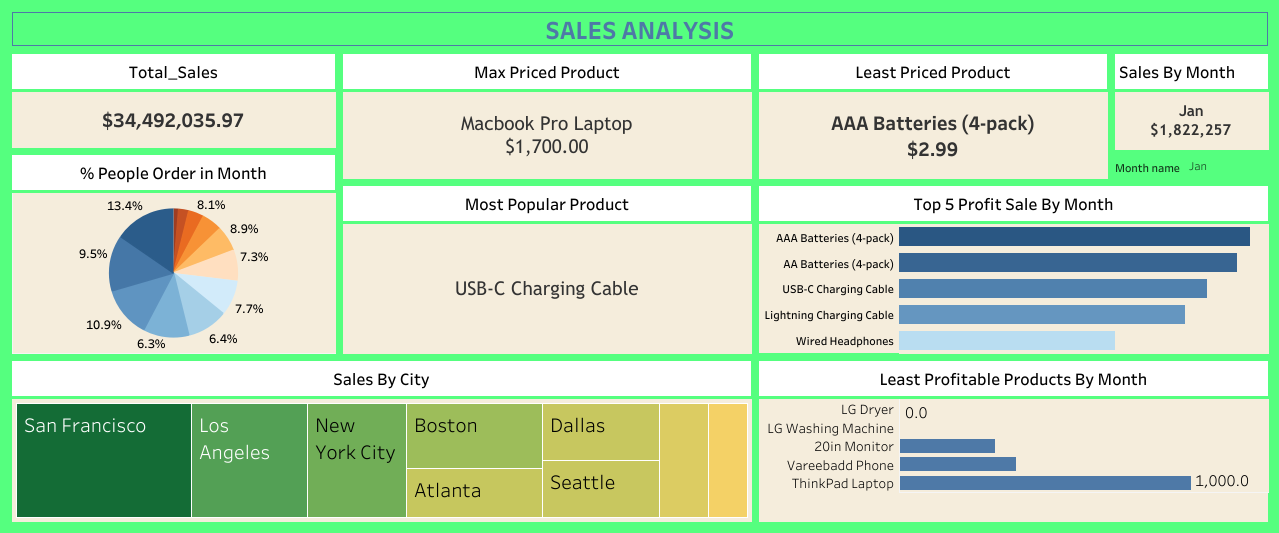 SALES ANALYSIS
Total_Sales
$34,492,035.97
Max Priced Product
Macbook Pro Laptop
$1,700.00
Least Priced Product
AAA Batteries (4-pack)
$2.99
Sales By Month
Jan
$1,822,257
Month name Jan
% People Order in Month
13.4%
8.1%
8.9%
9.5%
7.3%
7.7%
10.9%
6.4%
6.3%
Most Popular Product
USB-C Charging Cable
Top 5 Profit Sale By Month
AAA Batteries (4-pack)
AA Batteries (4-pack)
USB-C Charging Cable
Lightning Charging Cable
Wired Headphones
Sales By City
San Francisco
Los
Angeles
New
York City
Boston
Atlanta
Dallas
Seattle
Least Profitable Products By Month
LG Dryer 0.0
LG Washing Machine
20in Monitor
Vareebadd Phone
ThinkPad Laptop 1,000.0